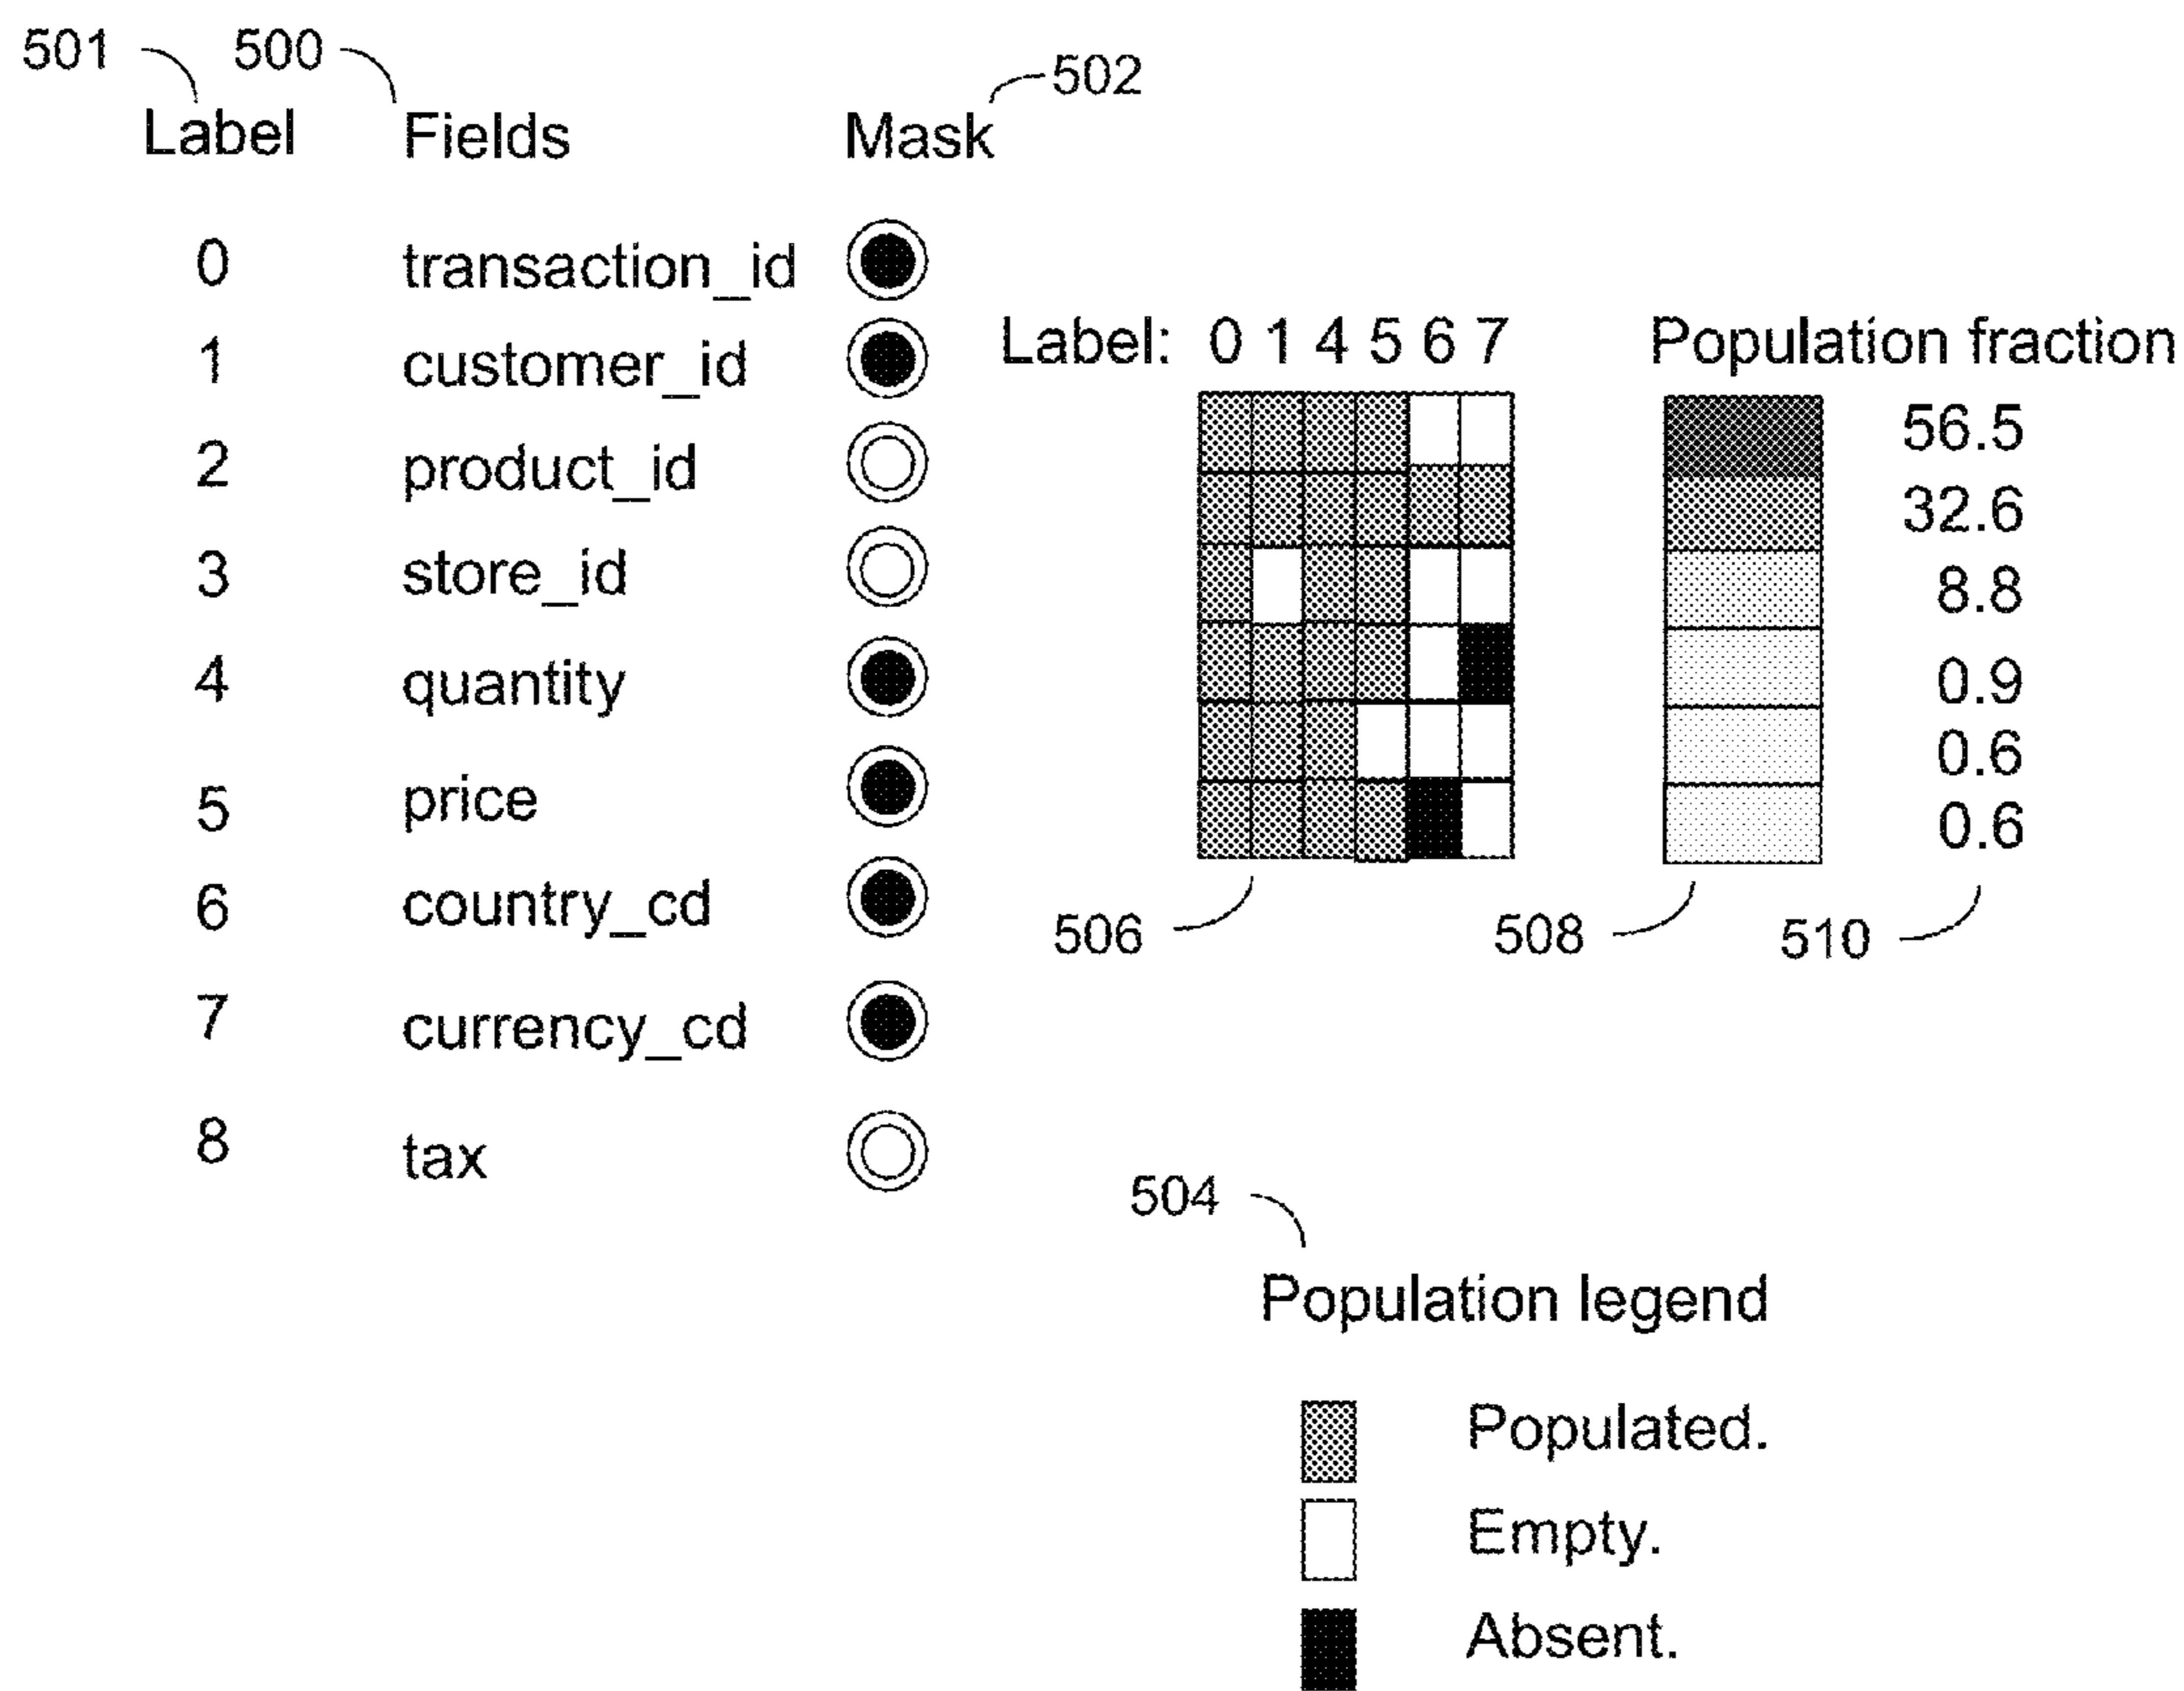 501 500 502
Label Fields Mask
0 transaction_id
1 customer_id
2 product_id
3 store_id
4 quantity
5 price
6 country_cd
7 currency_cd
8 tax
Label: 0 1 4 5 6 7 Population fraction
56.5
32.6
8.8
0.9
0.6
0.6
506 508 510
504
Population legend
Populated.
Empty.
Absent.